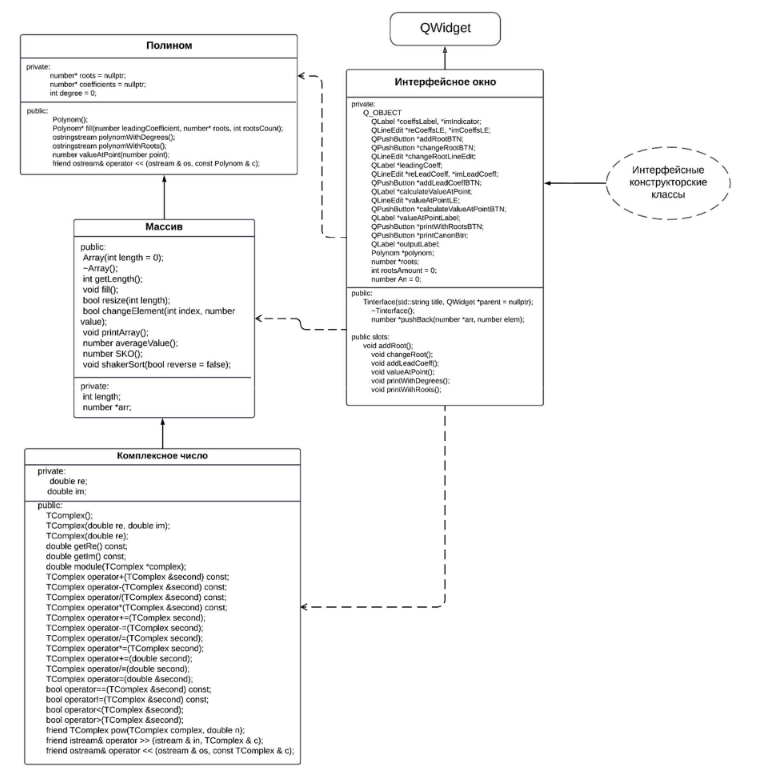 QWidget
Полином
private:
number* roots = nullptr;
number* coefficients = nullptr;
int degree = 0;
public:
Polynom();
Polynom* fill(number leadingCoefficient, number* roots, int rootsCount);
ostringstream polynomWithDegrees();
ostringstream polynomWithRoots();
number valueAtPoint(number point);
friend ostream& operator << (ostream & os, const Polynom & c);
Интерфейсное окно
private:
Q_OBJECT
QLabel *coeffsLabel, *imIndicator;
QLineEdit *reCoeffsLE, *imCoeffsLE;
QPushButton *addRootBTN;
QPushButton *changeRootBTN;
QLineEdit *changeRootLineEdit;
QLabel *leadingCoeff;
QLineEdit *reLeadCoeff, *imLeadCoeff;
QPushButton *addLeadCoeffBTN;
QLabel *calculateValueAtPoint;
QLineEdit *valueAtPointLE;
QPushButton *calculateValueAtPointBTN;
QLabel *valueAtPointLabel;
QPushButton *printWithRootsBTN;
QPushButton *printCanonBtn;
QLabel *outputLabel;
Polynom *polynom;
number *roots;
int rootsAmount = 0;
number An = 0;
public:
Tinterface(std::string title, QWidget *parent = nullptr);
~Tinterface();
number *pushBack(number *arr, number elem);
public slots:
void addRoot();
void changeRoot();
void addLeadCoeff();
void valueAtPoint();
void printWithDegrees();
void printWithRoots();
Интерфейсные
конструкторские
классы
Массив
public:
Array(int length = 0);
~Array();
int getLength();
void fill();
bool resize(int length);
bool changeElement(int index, number
value);
void printArray();
number averageValue();
number SKO();
void shakerSort(bool reverse = false);
private:
int length;
number *arr;
Комплексное число
private:
double re;
double im;
public:
TComplex();
TComplex(double re, double im);
TComplex(double re);
double getRe() const;
double getIm() const;
double module(TComplex *complex);
TComplex operator+(TComplex &second) const;
TComplex operator-(TComplex &second) const;
TComplex operator/(TComplex &second) const;
TComplex operator*(TComplex &second) const;
TComplex operator+=(TComplex second);
TComplex operator-=(TComplex second);
TComplex operator/=(TComplex second);
TComplex operator*=(TComplex second);
TComplex operator+=(double second);
TComplex operator/=(double second);
TComplex operator=(double &second);
bool operator==(TComplex &second) const;
bool operator!=(TComplex &second) const;
bool operator<(TComplex &second);
bool operator>(TComplex &second);
friend TComplex pow(TComplex complex, double n);
friend istream& operator >> (istream & in, TComplex & c);
friend ostream& operator << (ostream & os, const TComplex & c);